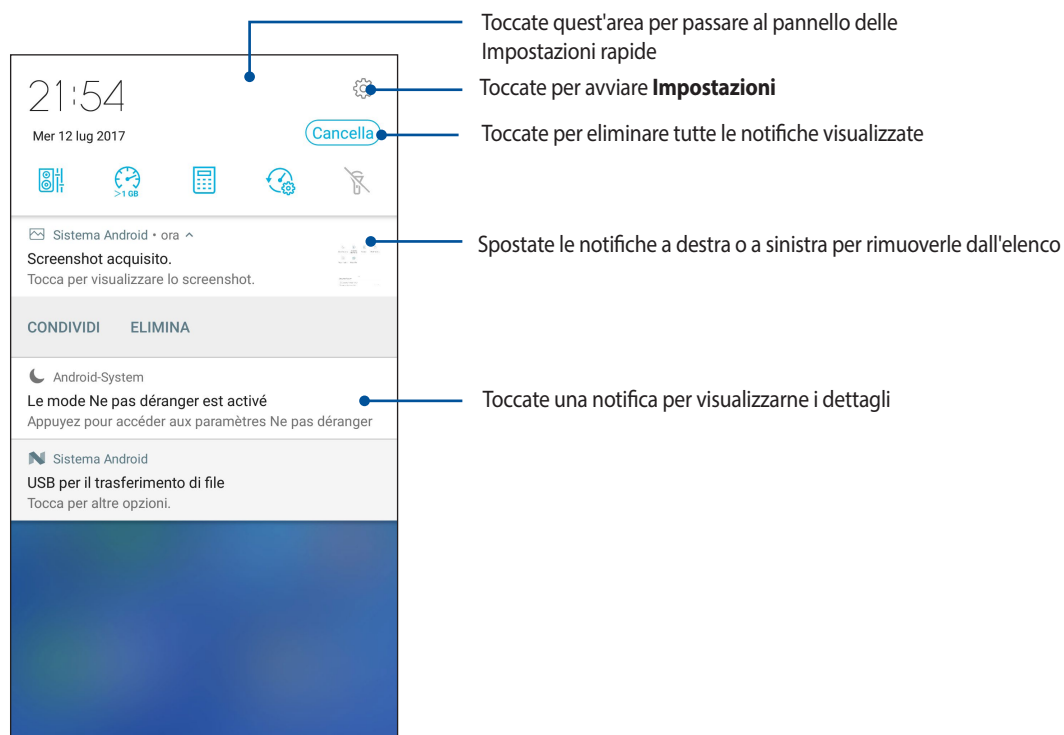 Toccate quest'area per passare al pannello delle
Impostazioni rapide
Toccate per avviare Impostazioni
Toccate per eliminare tutte le notifiche visualizzate
Spostate le notifiche a destra o a sinistra per rimuoverle dall'elenco
Toccate una notifica per visualizzarne i dettagli
21:54
Mer 12 lug 2017
Cancella
>1 GB
Sistema Android • ora
Screenshot acquisito.
Tocca per visualizzare lo screenshot.
CONDIVIDI ELIMINA
Android-System
Le mode Ne pas déranger est activé
Appuyez pour accéder aux paramètres Ne pas déranger
Sistema Android
USB per il trasferimento di file
Tocca per altre opzioni.